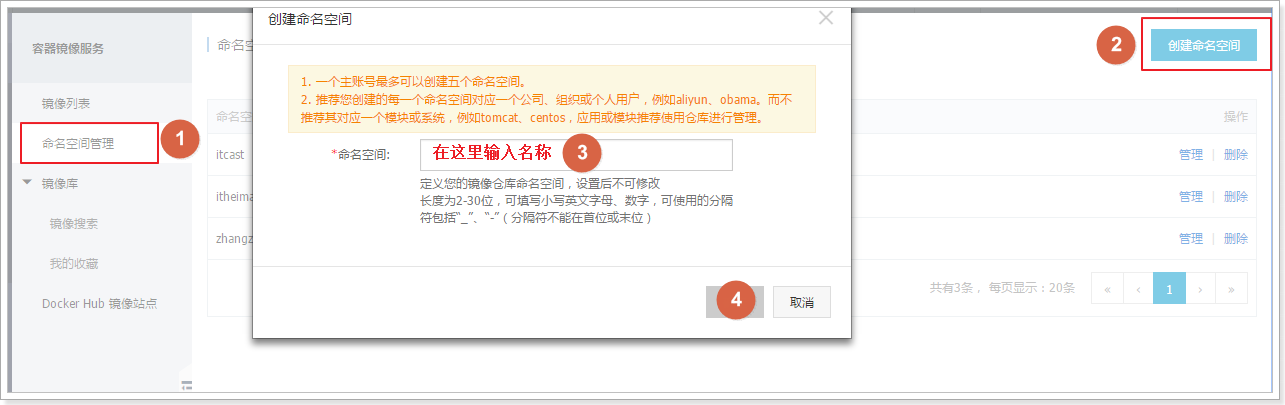 创建命名空间
容器镜像服务
命名空
2
创建命名空间
1. 一个主账号最多可以创建五个命名空间。
2. 推荐您创建的每一个命名空间对应一个公司、组织或个人用户，例如aliyun、obama。而不
推荐其对应一个模块或系统，例如tomcat、centos，应用或模块推荐使用仓库进行管理。
镜像列表
命名空
操作
命名空间管理
1
*命名空间:
在这里输入名称
3
itcast
管理 | 删除
定义您的镜像仓库命名空间，设置后不可修改
长度为2-30位，可填写小写英文字母、数字，可使用的分隔
符包括“_”、“-”（分隔符不能在首位或末位）
镜像库
itheima
管理 | 删除
镜像搜索
zhangz
管理 | 删除
我的收藏
Docker Hub 镜像站点
4
取消
共有3条， 每页显示：20条
« ‹ 1 › »